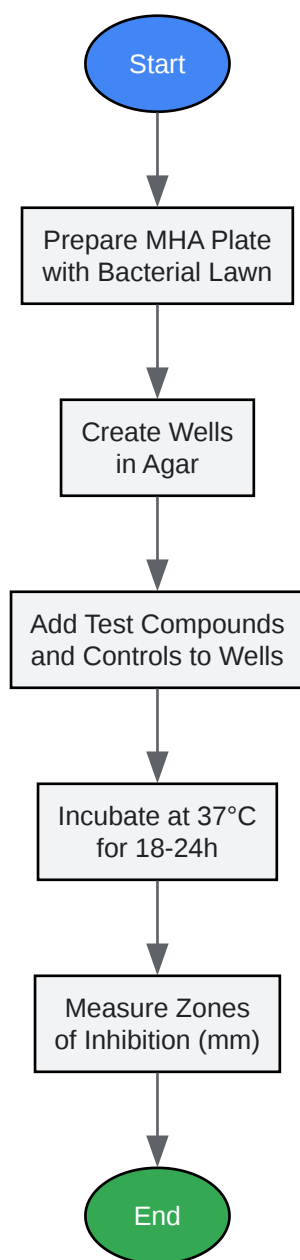 Start
Prepare MHA Plate
with Bacterial Lawn
Create Wells
in Agar
Add Test Compounds
and Controls to Wells
Incubate at 37°C
for 18-24h
Measure Zones
of Inhibition (mm)
End